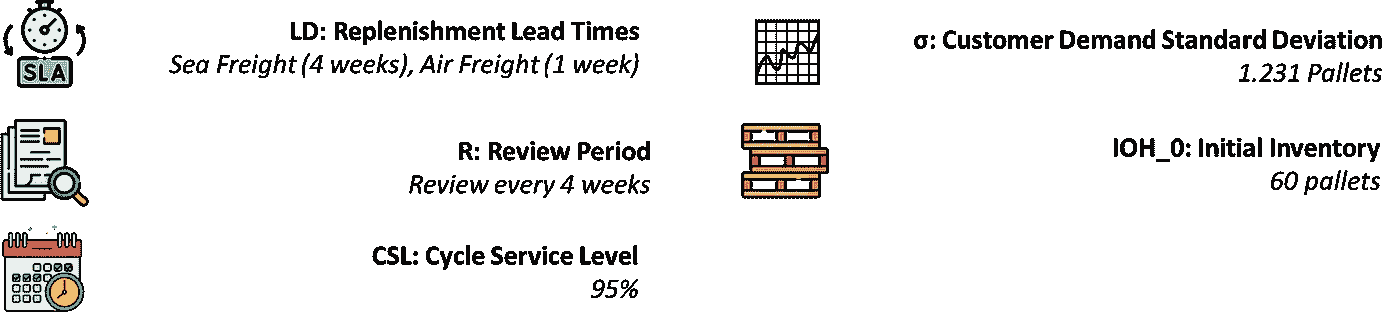 SLA
LD: Replenishment Lead Times
Sea Freight (4 weeks), Air Freight (1 week)
R: Review Period
Review every 4 weeks
CSL: Cycle Service Level
95%
σ: Customer Demand Standard Deviation
1.231 Pallets
IOH_0: Initial Inventory
60 pallets